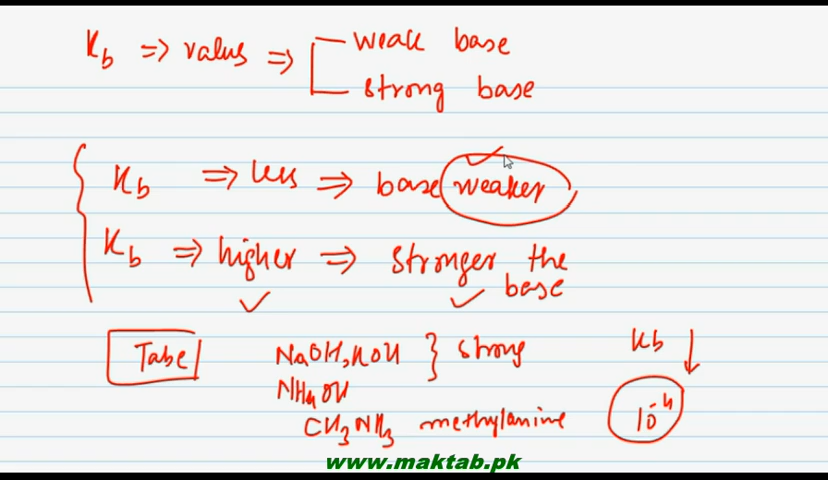 Kb ⇒ value ⇒ weak base
strong base
Kb ⇒ less ⇒ base weaker
Kb ⇒ higher ⇒ stronger the
base
Table NaOH, KOH } strong Kb ↓
NH4OH
CH3NH3 methylamine 10^-4
www.maktab.pk